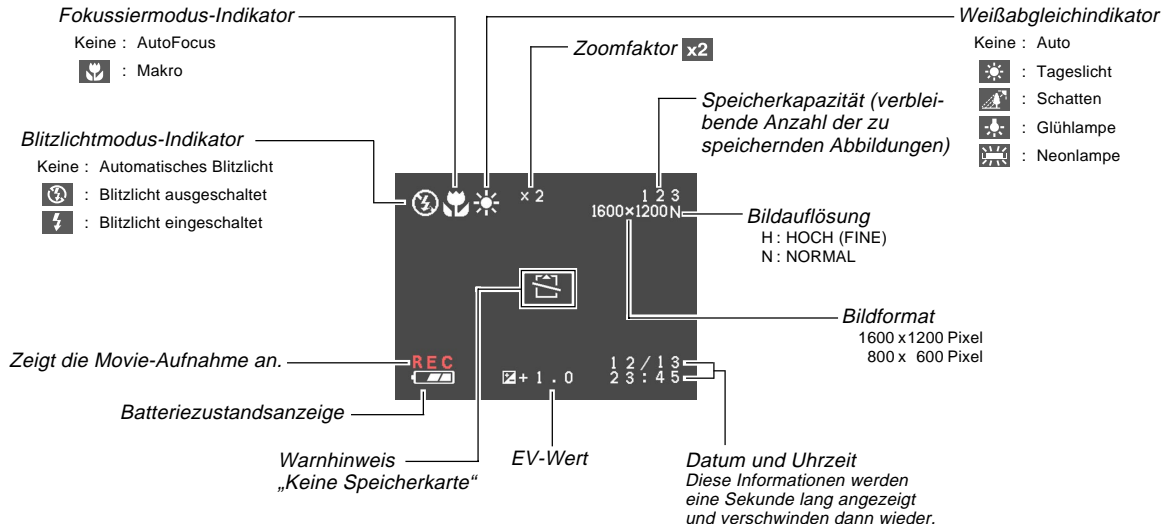 Fokussiermodus-Indikator
Keine : AutoFocus
: Makro
Blitzlichtmodus-Indikator
Keine : Automatisches Blitzlicht
: Blitzlicht ausgeschaltet
: Blitzlicht eingeschaltet
Zeigt die Movie-Aufnahme an.
Batteriezustandsanzeige
Warnhinweis
„Keine Speicherkarte“
EV-Wert
Zoomfaktor x2
Speicherkapazität (verblei-
bende Anzahl der zu
speichernden Abbildungen)
Weißabgleichindikator
Keine : Auto
: Tageslicht
: Schatten
: Glühlampe
: Neonlampe
Bildauflösung
H : HOCH (FINE)
N : NORMAL
Bildformat
1600 x1200 Pixel
800 x 600 Pixel
Datum und Uhrzeit
Diese Informationen werden
eine Sekunde lang angezeigt
und verschwinden dann wieder.
×2
123
1600×1200N
REC
+1.0
12/13
23:45